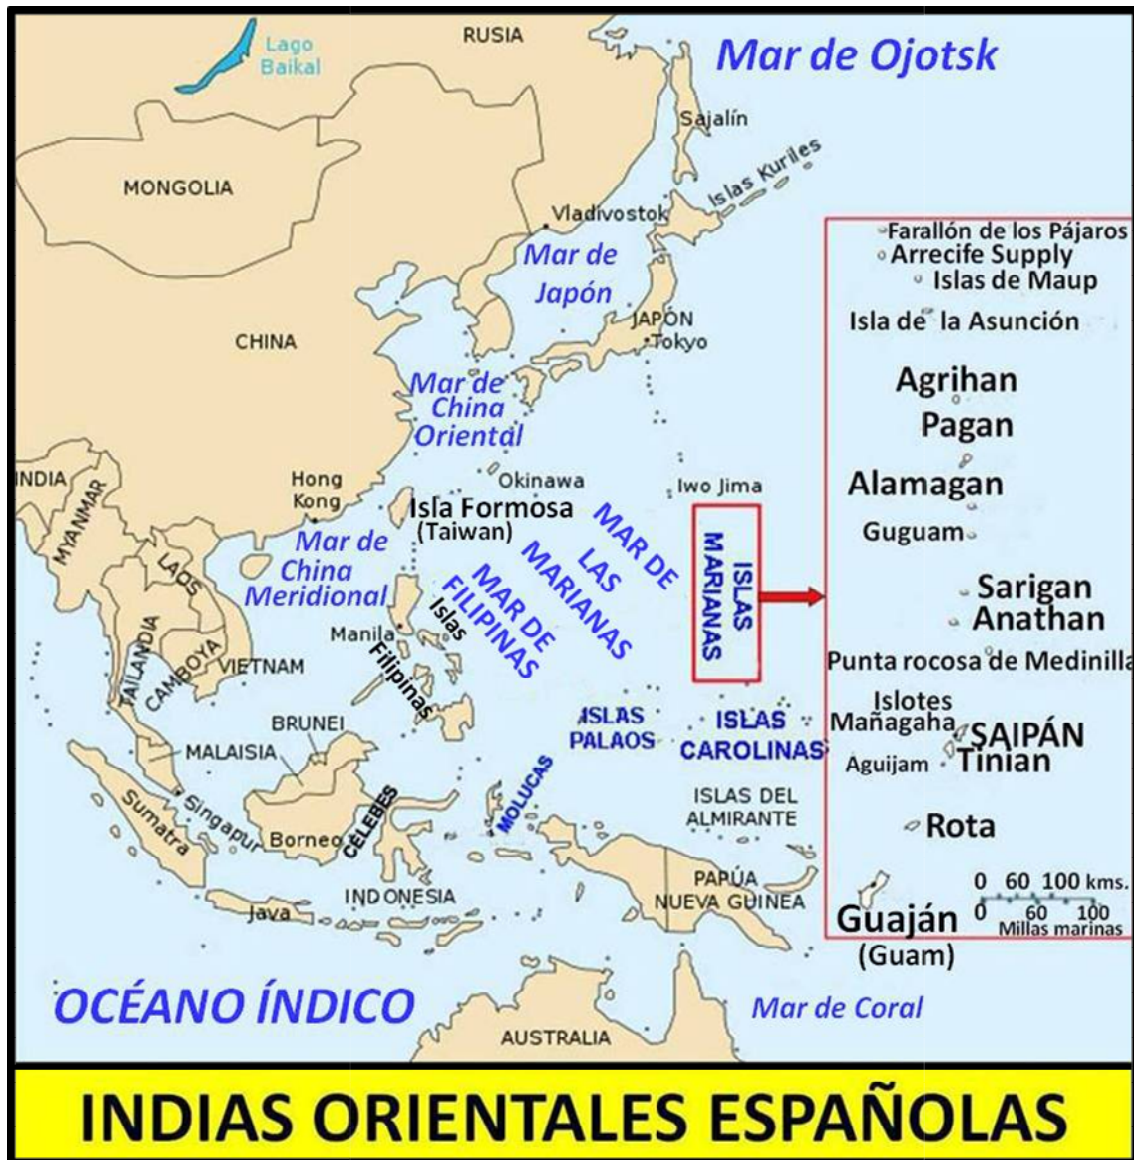 RUSIA
Mar de Ojotsk
Lago
Baikal
Sajalín
Islas Kuriles
MONGOLIA
Vladivostok
Mar de
Japón
JAPÓN
Tokyo
CHINA
Mar de
China
Oriental
Okinawa
Iwo Jima
INDIA
MYANMAR
Hong
Kong
Isla Formosa
(Taiwan)
Mar de
China
Meridional
LAOS
TAILANDIA
CAMBOYA
VIETNAM
Manila
Islas
Filipinas
MAR DE
FILIPINAS
MAR DE
LAS
MARIANAS
ISLAS
MARIANAS
ISLAS
PALAOS
ISLAS
CAROLINAS
BRUNEI
MALAISIA
Singapur
Sumatra
Borneo
CÉLEBES
MOLUCAS
ISLAS DEL
ALMIRANTE
INDONESIA
Java
PAPÚA
NUEVA GUINEA
OCÉANO ÍNDICO
AUSTRALIA
Mar de Coral
Farallón de los Pájaros
Arrecife Supply
Islas de Maup
Isla de la Asunción
Agrihan
Pagan
Alamagan
Guguam
Sarigan
Anathan
Punta rocosa de Medinilla
Islotes
Mañagaha
SAIPÁN
Tinian
Aguijam
Rota
0 60 100 kms.
0 60 100
Millas marinas
Guaján
(Guam)
INDIAS ORIENTALES ESPAÑOLAS